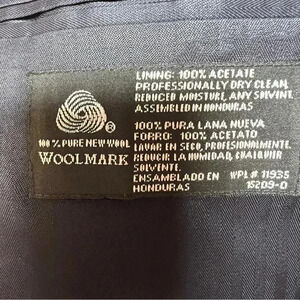 LINING: 100% ACETATE
PROFESSIONALLY DRY CLEAN,
REDUCED MOISTURE, ANY SOLVENT.
ASSEMBLED IN HONDURAS
®
100% PURE NEW WOOL
WOOLMARK
100% PURA LANA NUEVA
FORRO: 100% ACETATO
LAVAR EN SECO, PROFESIONALMENTE.
REDUCIR LA HUMEDAD, CUALQUIER
SOLVENTE.
ENSAMBLADO EN WPL# 11935
HONDURAS 15209-0